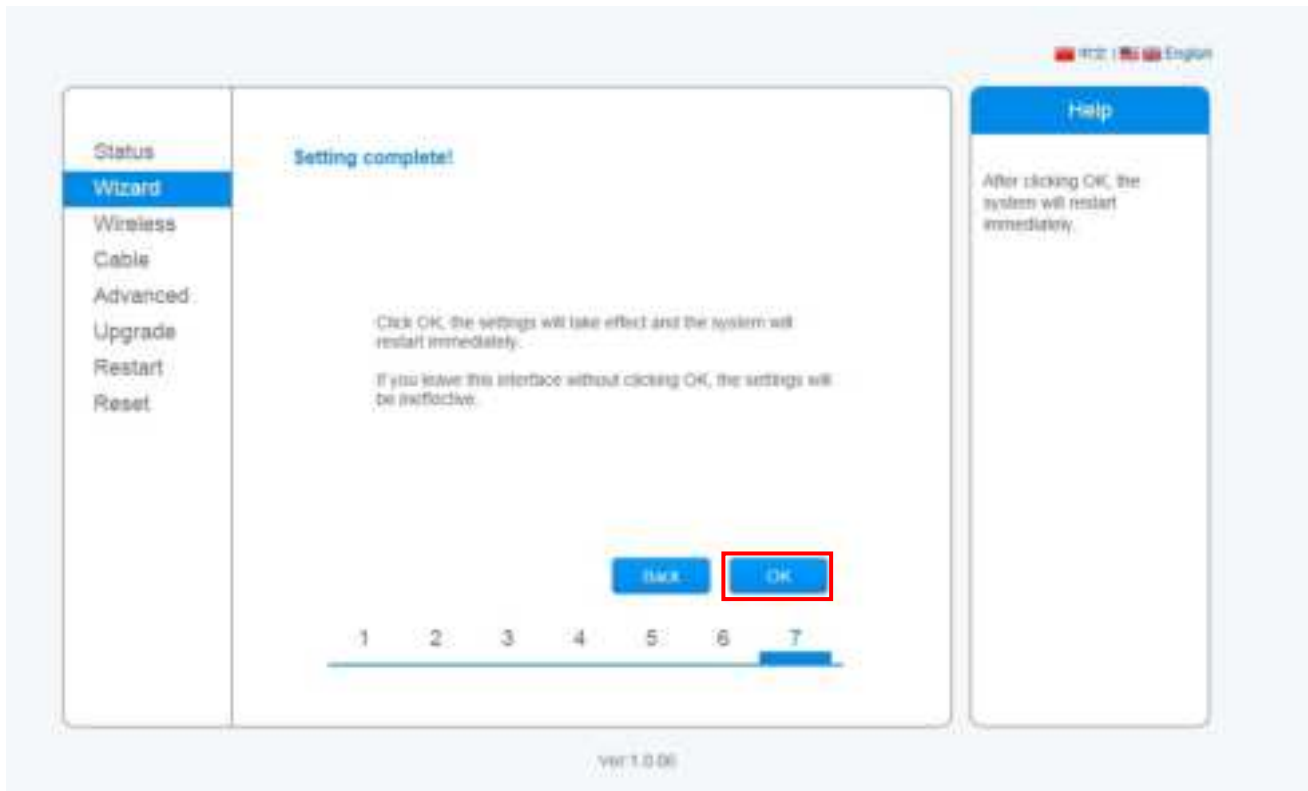 中文 | English
Help
Status
Wizard
Wireless
Cable
Advanced
Upgrade
Restart
Reset
Setting complete!
Click OK, the settings will take effect and the system will
restart immediately.
If you leave this interface without clicking OK, the settings will
be ineffective.
Back
OK
1 2 3 4 5 6 7
After clicking OK, the
system will restart
immediately.
ver:1.0.06